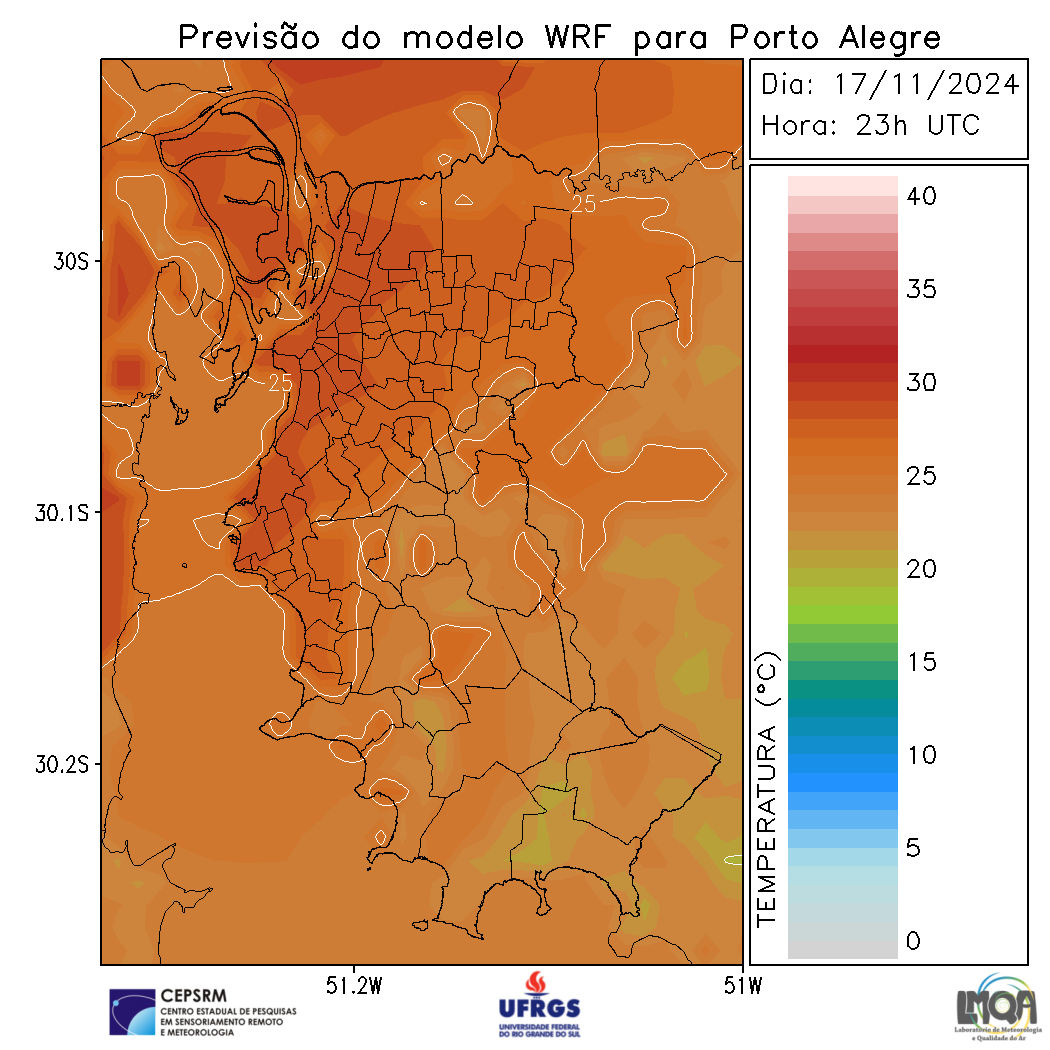 Previsão do modelo WRF para Porto Alegre
Dia: 17/11/2024
Hora: 23h UTC
40
35
30
25
20
15
10
5
0
TEMPERATURA (°C)
30S
30.1S
30.2S
51.2W
51W
25
25
CEPSRM
CENTRO ESTADUAL DE PESQUISAS
EM SENSORIAMENTO REMOTO
E METEOROLOGIA
UFRGS
UNIVERSIDADE FEDERAL
DO RIO GRANDE DO SUL
LMQA
Laboratório de Meteorologia
e Qualidade do Ar